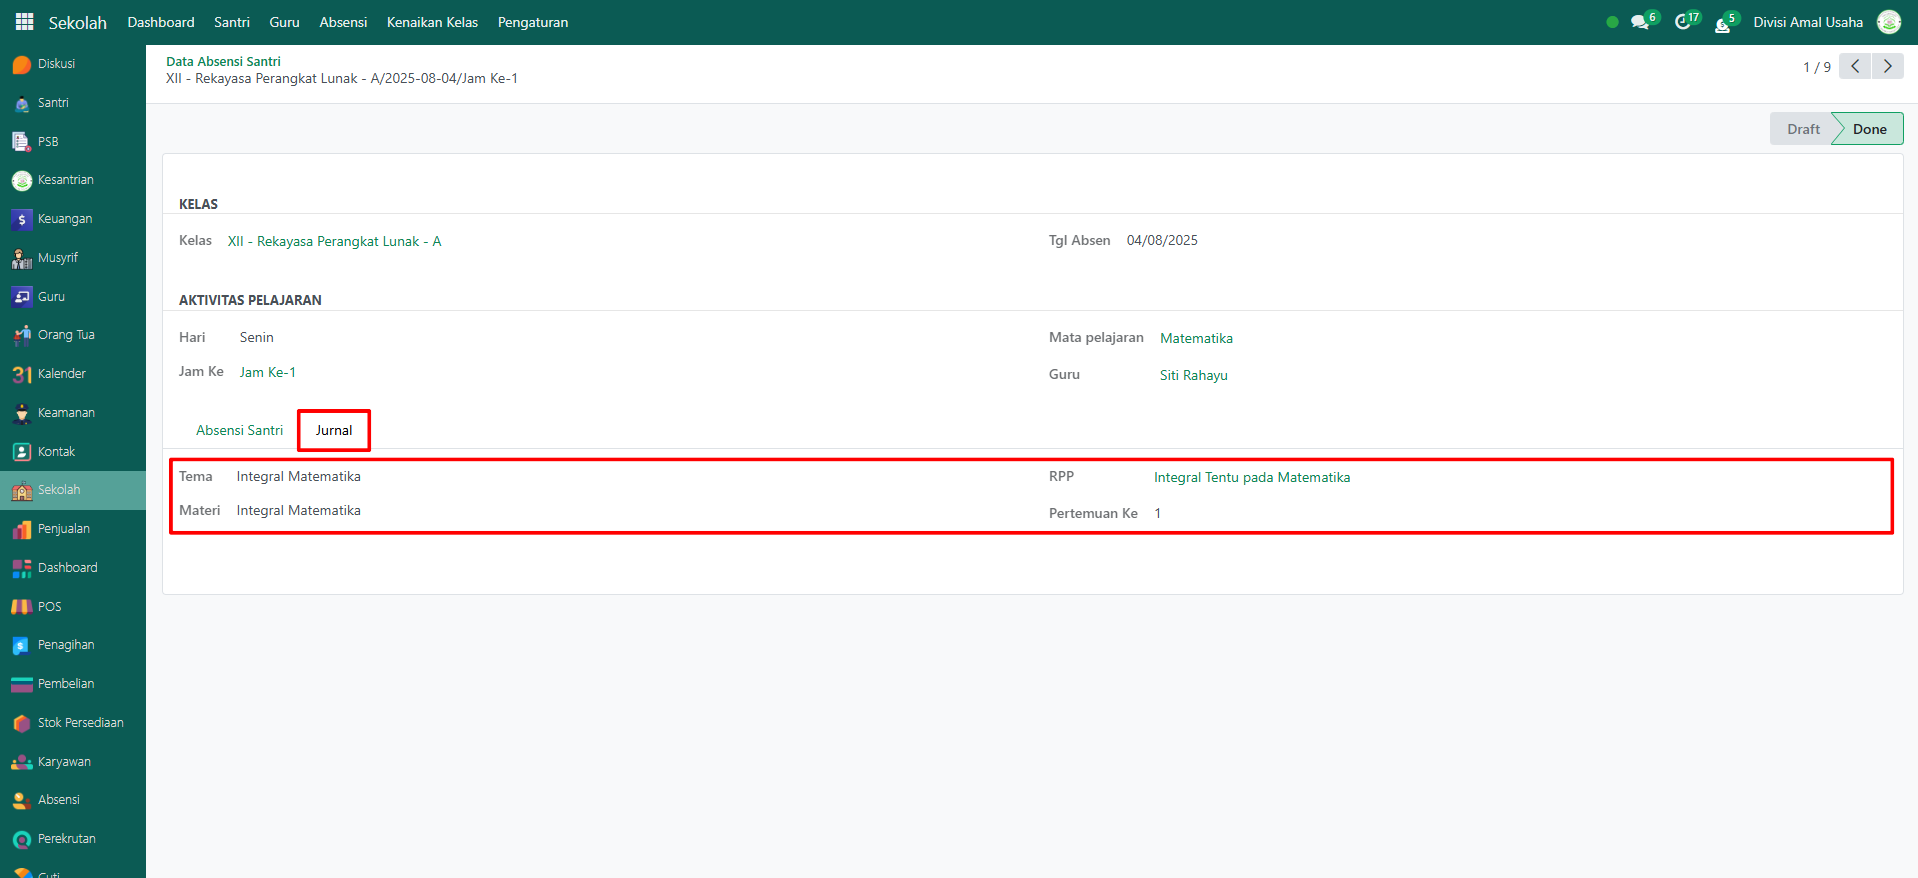 Sekolah Dashboard Santri Guru Absensi Kenaikan Kelas Pengaturan 6 17 5 Divisi Amal Usaha
Diskusi
Santri
PSB
Kesantrian
Keuangan
Musyrif
Guru
Orang Tua
Kalender
Keamanan
Kontak
Sekolah
Penjualan
Dashboard
POS
Penagihan
Pembelian
Stok Persediaan
Karyawan
Absensi
Perekrutan
Cuti
Data Absensi Santri
XII - Rekayasa Perangkat Lunak - A/2025-08-04/Jam Ke-1
1 / 9
Draft Done
KELAS
Kelas XII - Rekayasa Perangkat Lunak - A
Tgl Absen 04/08/2025
AKTIVITAS PELAJARAN
Hari Senin
Mata pelajaran Matematika
Jam Ke Jam Ke-1
Guru Siti Rahayu
Absensi Santri Jurnal
Tema Integral Matematika
RPP Integral Tentu pada Matematika
Materi Integral Matematika
Pertemuan Ke 1